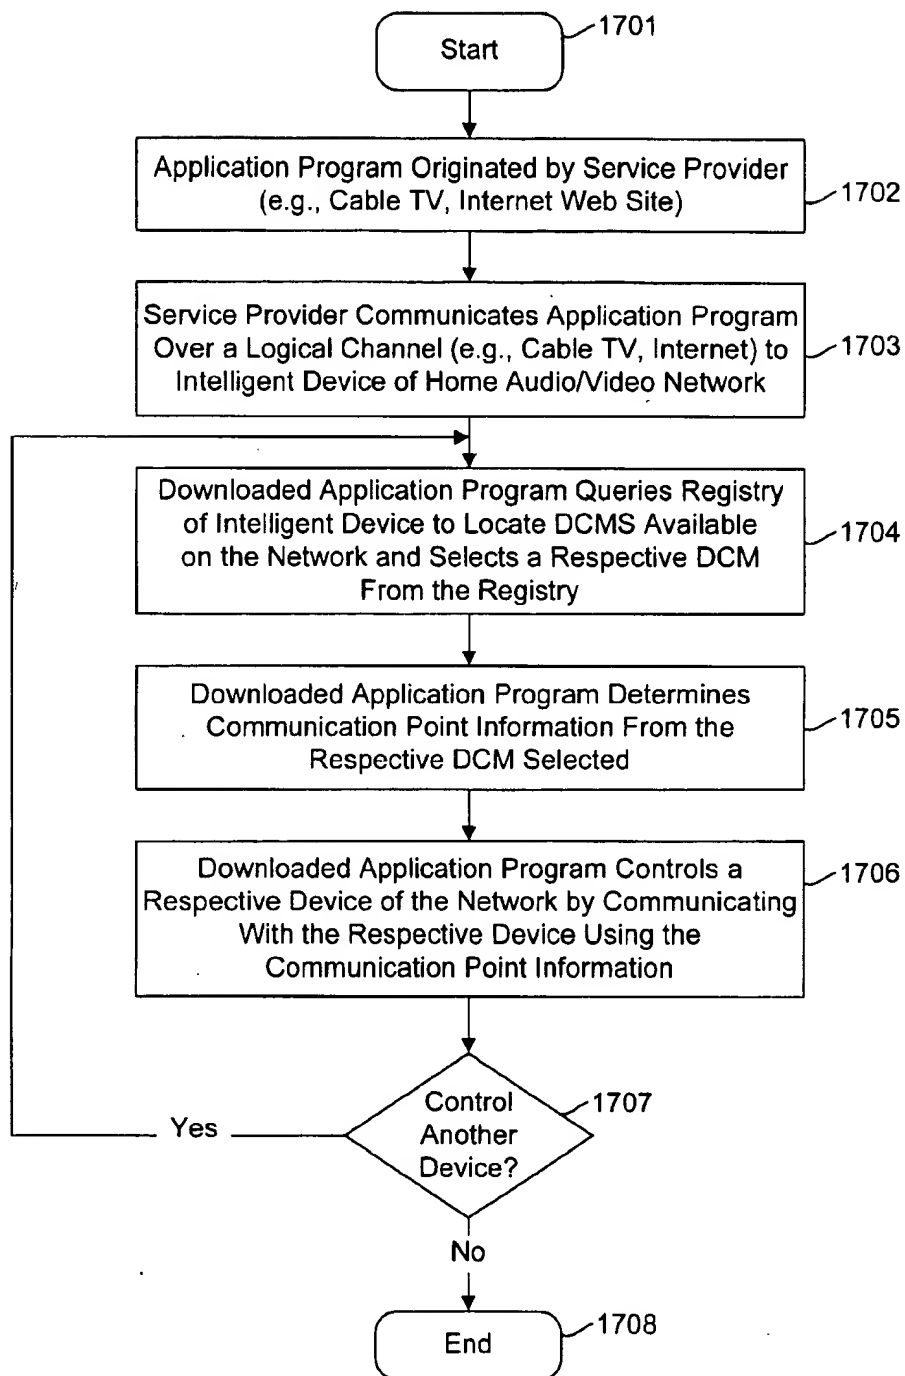 Start
1701
Application Program Originated by Service Provider
(e.g., Cable TV, Internet Web Site)
1702
Service Provider Communicates Application Program
Over a Logical Channel (e.g., Cable TV, Internet) to
Intelligent Device of Home Audio/Video Network
1703
Downloaded Application Program Queries Registry
of Intelligent Device to Locate DCMS Available
on the Network and Selects a Respective DCM
From the Registry
1704
Downloaded Application Program Determines
Communication Point Information From the
Respective DCM Selected
1705
Downloaded Application Program Controls a
Respective Device of the Network by Communicating
With the Respective Device Using the
Communication Point Information
1706
Control
Another
Device?
1707
Yes
No
End
1708